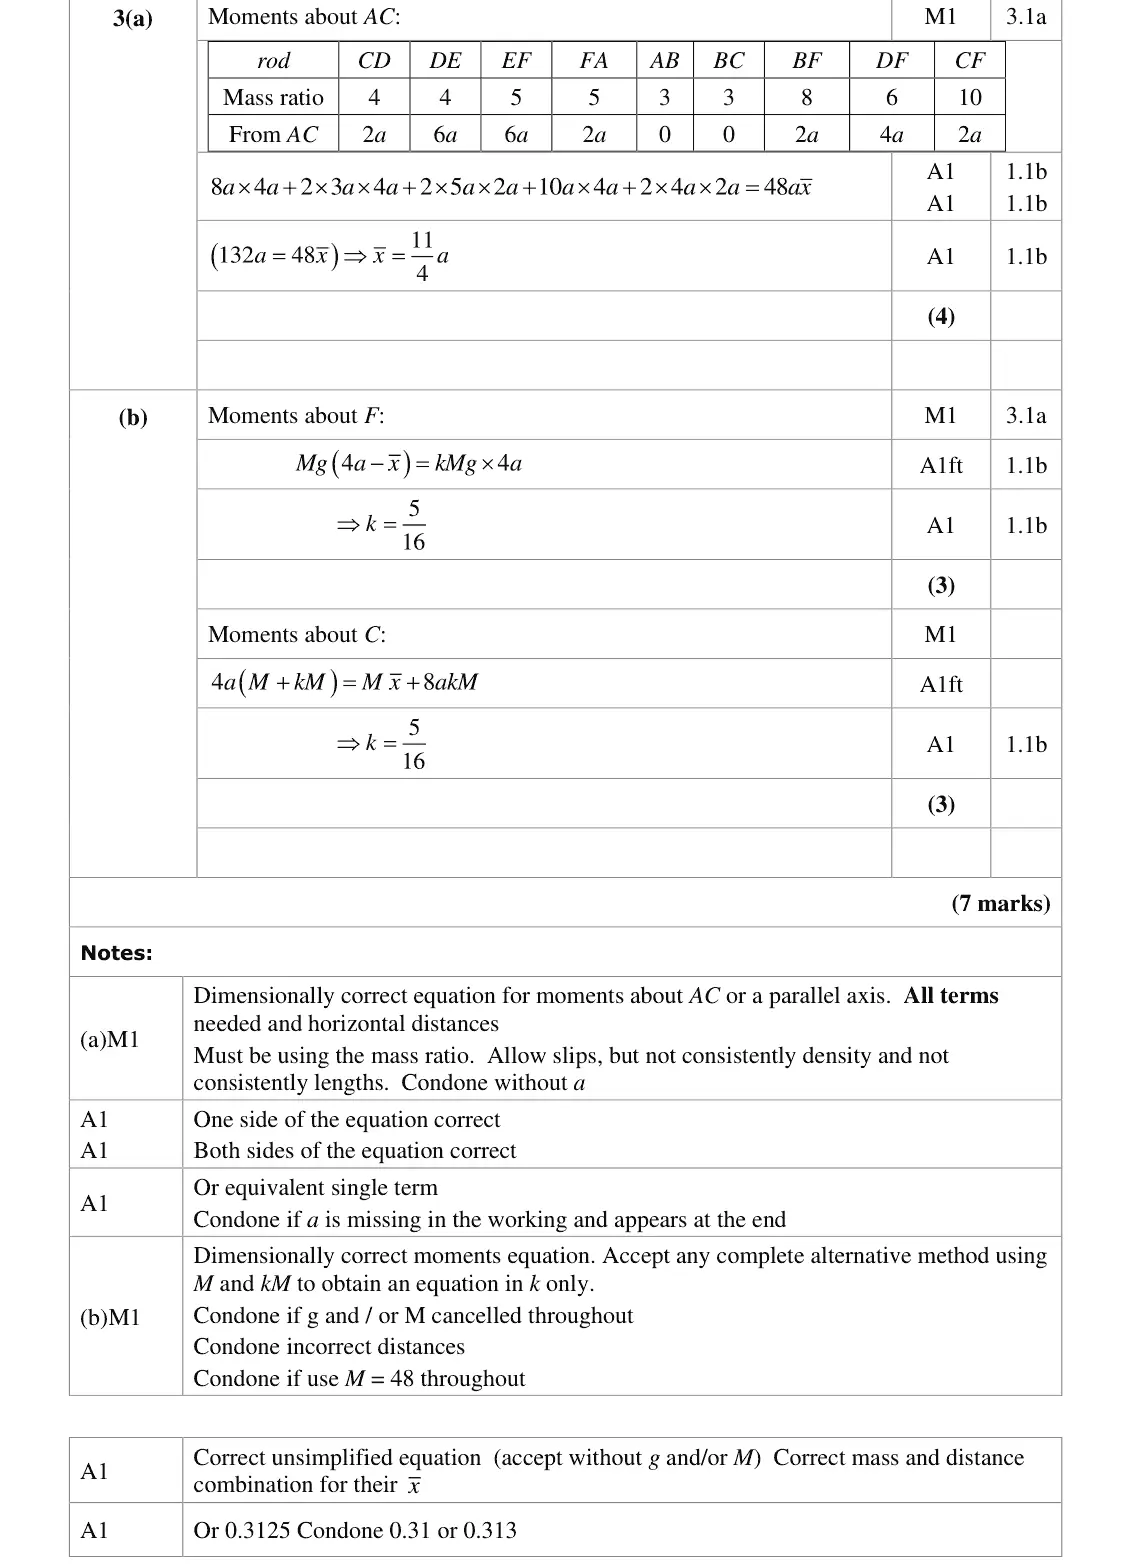 3(a) Moments about AC: M1 3.1a
rod CD DE EF FA AB BC BF DF CF
Mass ratio 4 4 5 5 3 3 8 6 10
From AC 2a 6a 6a 2a 0 0 2a 4a 2a
8a×4a+2×3a×4a+2×5a×2a+10a×4a+2×4a×2a=48ax̅ A1 1.1b
A1 1.1b
(132a = 48x̅) ⇒ x̅ = 11/4 a A1 1.1b
(4)
(b) Moments about F: M1 3.1a
Mg(4a − x̅) = kMg × 4a A1ft 1.1b
⇒ k = 5/16 A1 1.1b
(3)
Moments about C: M1
4a(M + kM) = M x̅ + 8akM A1ft
⇒ k = 5/16 A1 1.1b
(3)
(7 marks)
Notes:
(a)M1
Dimensionally correct equation for moments about AC or a parallel axis. All terms
needed and horizontal distances
Must be using the mass ratio. Allow slips, but not consistently density and not
consistently lengths. Condone without a
A1 One side of the equation correct
A1 Both sides of the equation correct
A1
Or equivalent single term
Condone if a is missing in the working and appears at the end
(b)M1
Dimensionally correct moments equation. Accept any complete alternative method using
M and kM to obtain an equation in k only.
Condone if g and / or M cancelled throughout
Condone incorrect distances
Condone if use M = 48 throughout
A1
Correct unsimplified equation (accept without g and/or M) Correct mass and distance
combination for their x̅
A1 Or 0.3125 Condone 0.31 or 0.313